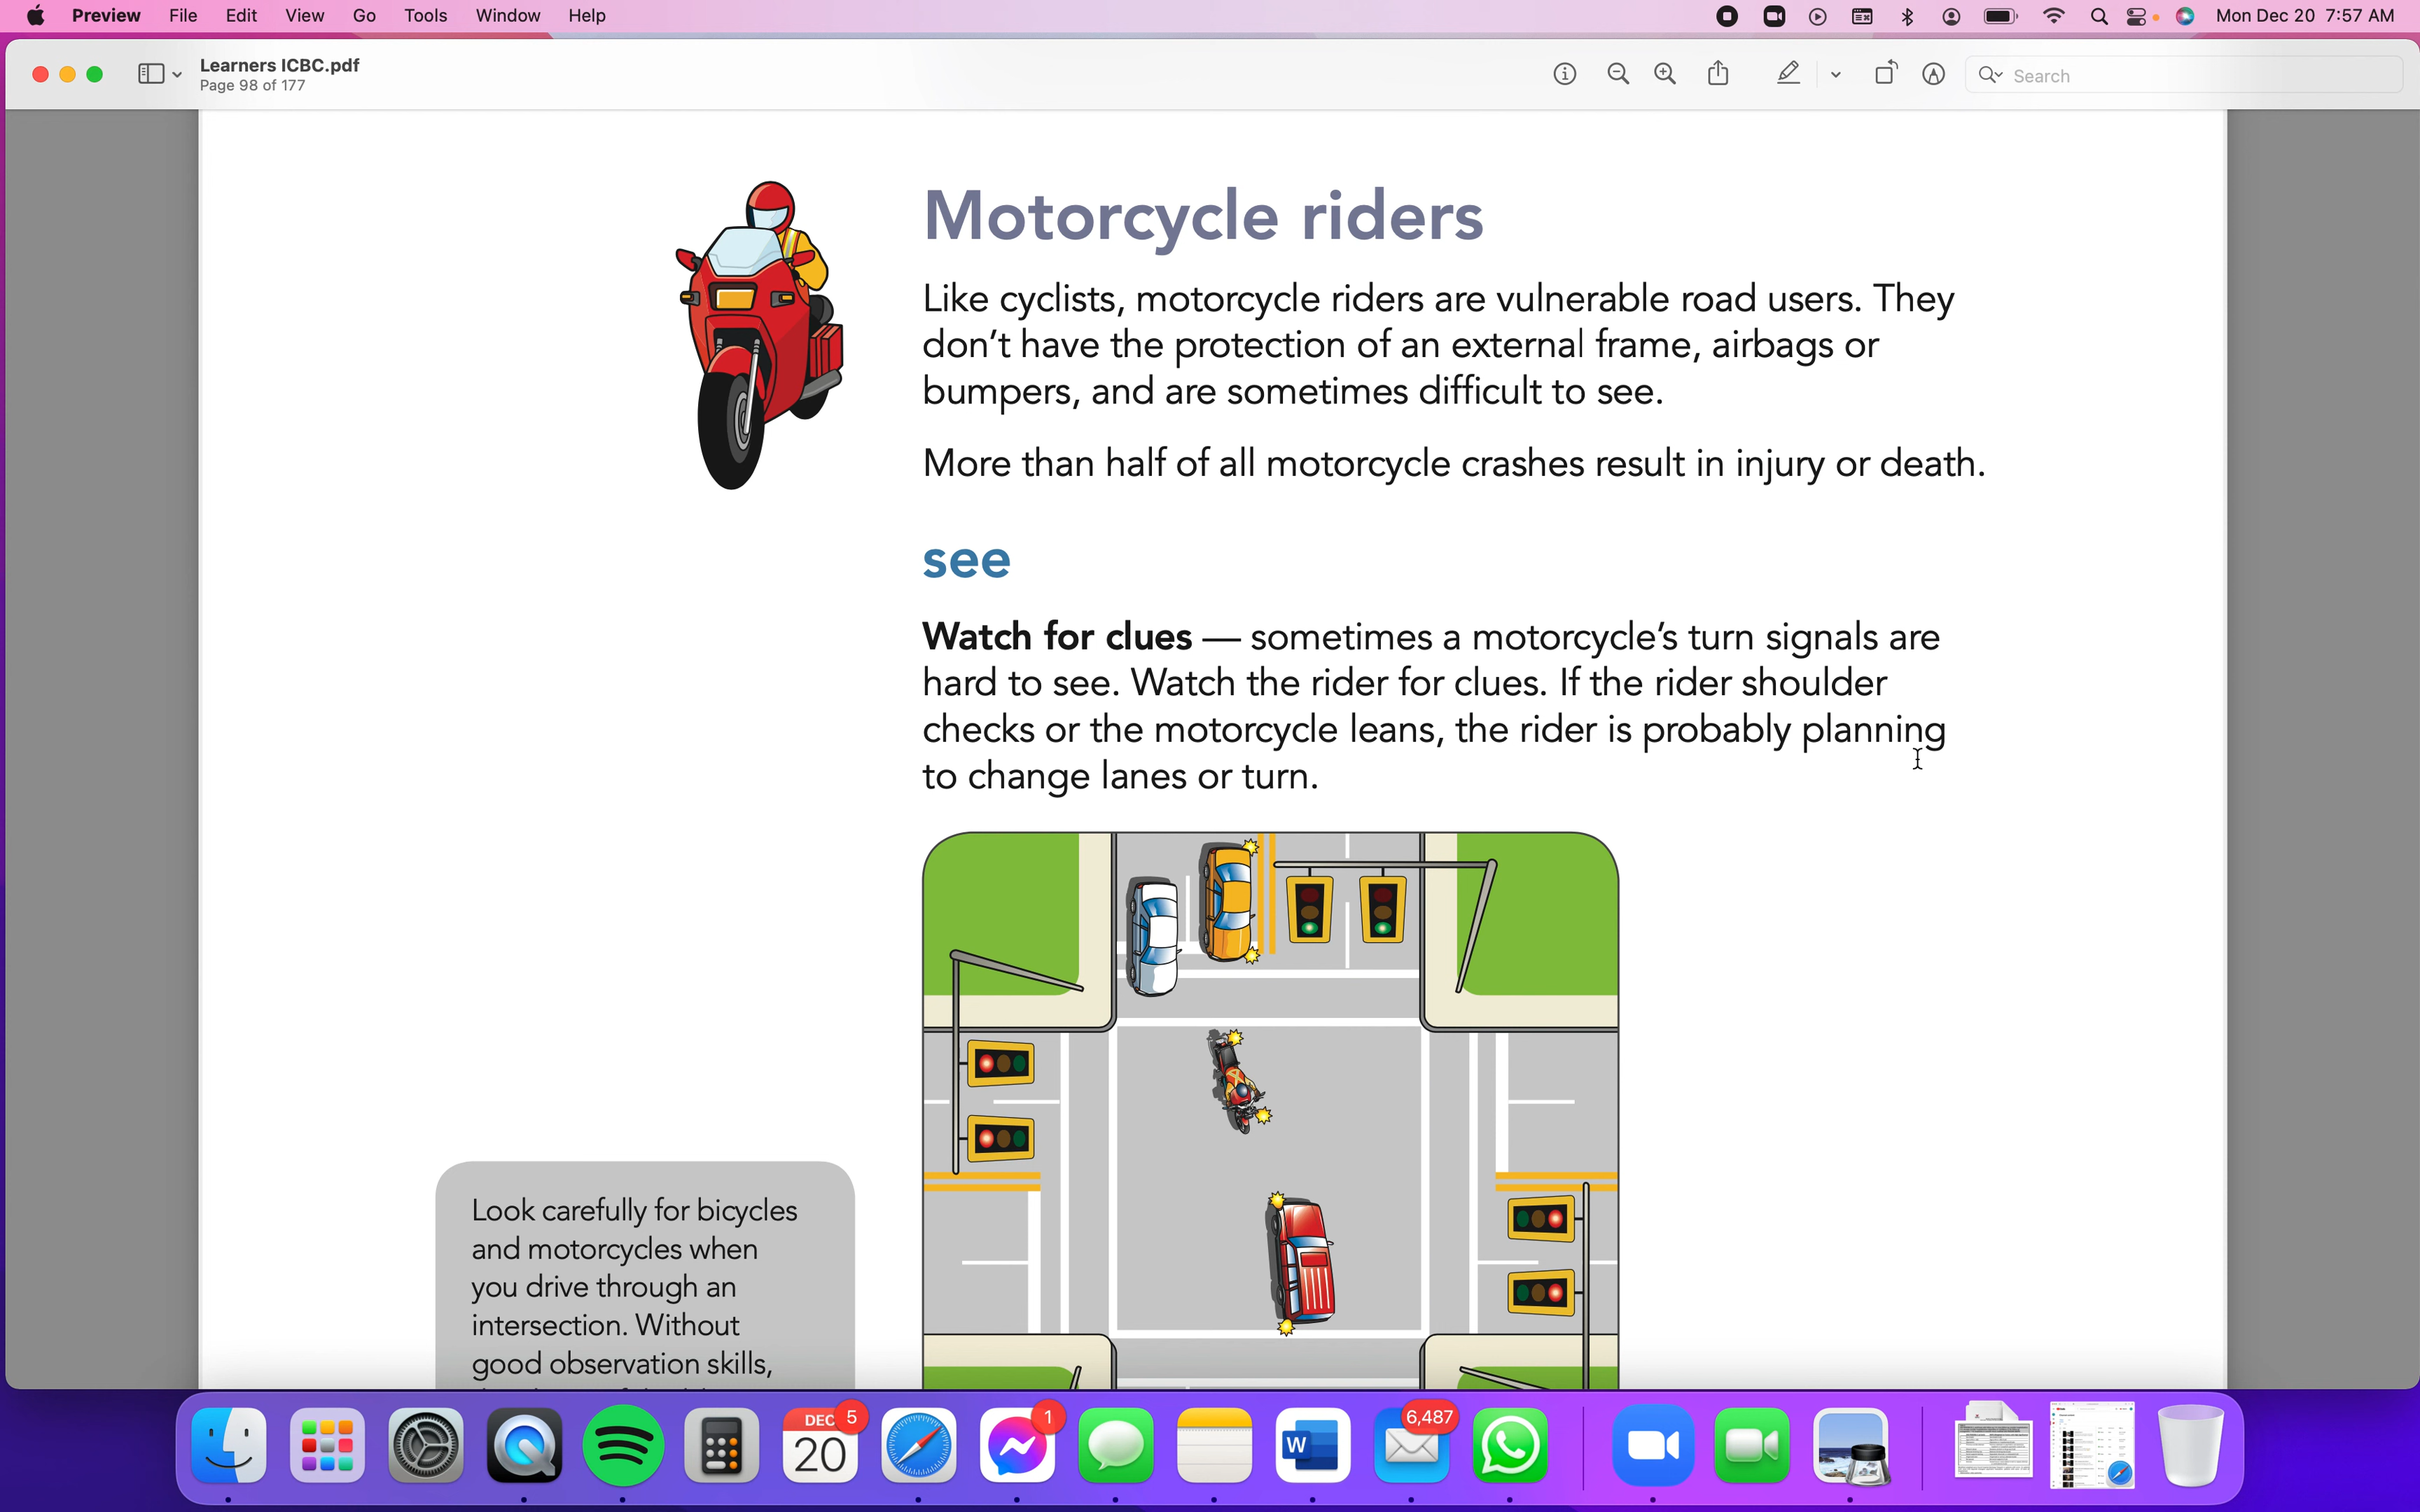 Preview File Edit View Go Tools Window Help Mon Dec 20 7:57 AM
Learners ICBC.pdf
Page 98 of 177
Search
Motorcycle riders
Like cyclists, motorcycle riders are vulnerable road users. They
don't have the protection of an external frame, airbags or
bumpers, and are sometimes difficult to see.
More than half of all motorcycle crashes result in injury or death.
see
Watch for clues — sometimes a motorcycle's turn signals are
hard to see. Watch the rider for clues. If the rider shoulder
checks or the motorcycle leans, the rider is probably planning
to change lanes or turn.
Look carefully for bicycles
and motorcycles when
you drive through an
intersection. Without
good observation skills,
DEC 5
20
1
W
6,487